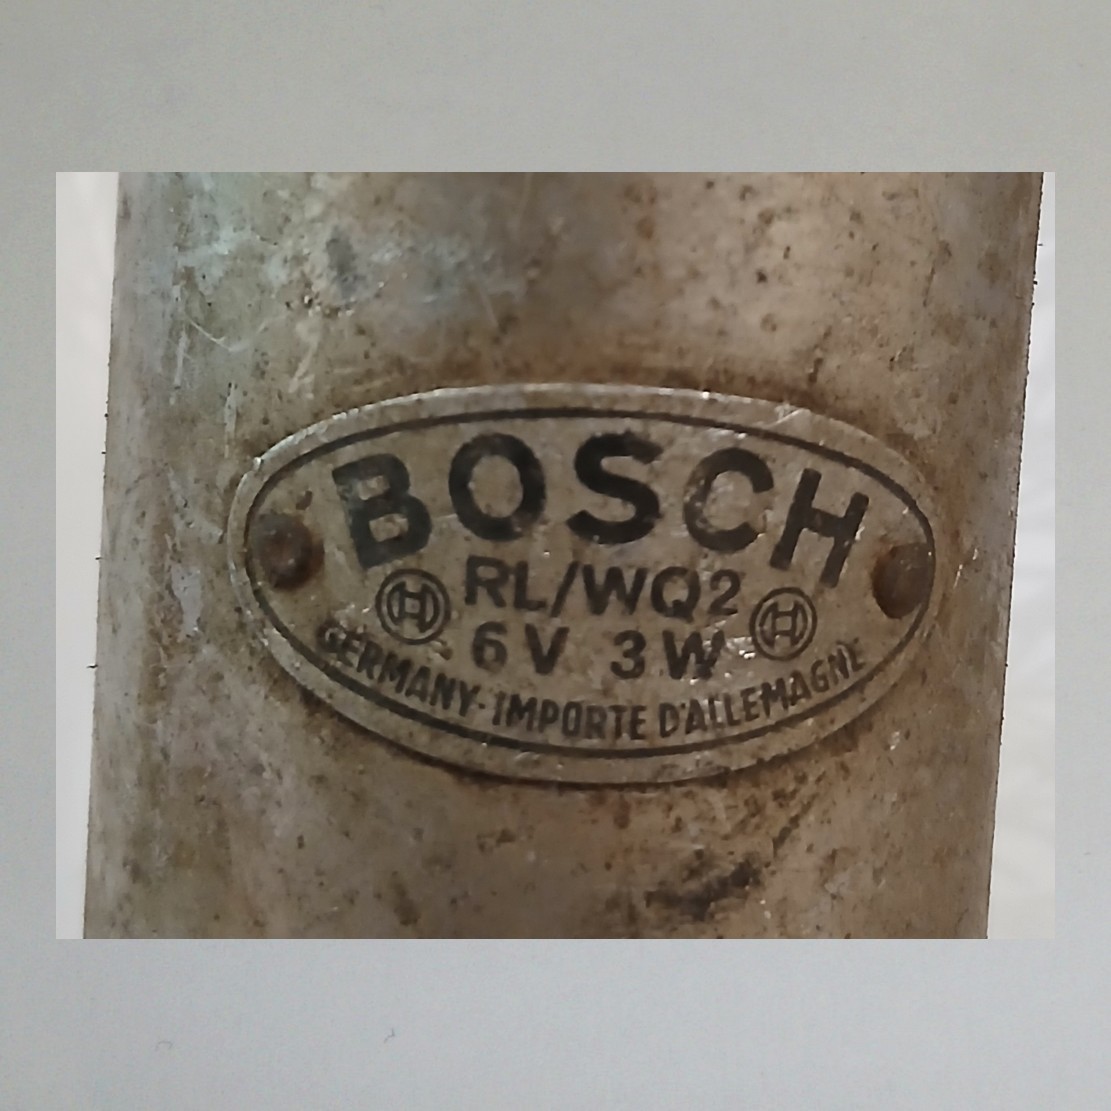 BOSCH
RL/WQ2
6V 3W
GERMANY-IMPORTE D'ALLEMAGNE